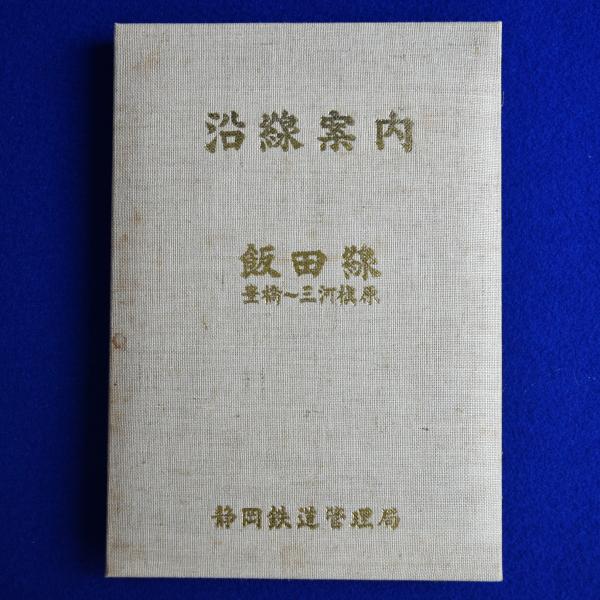 沿線案内
飯田線
豊橋～三河槙原
静岡鉄道管理局